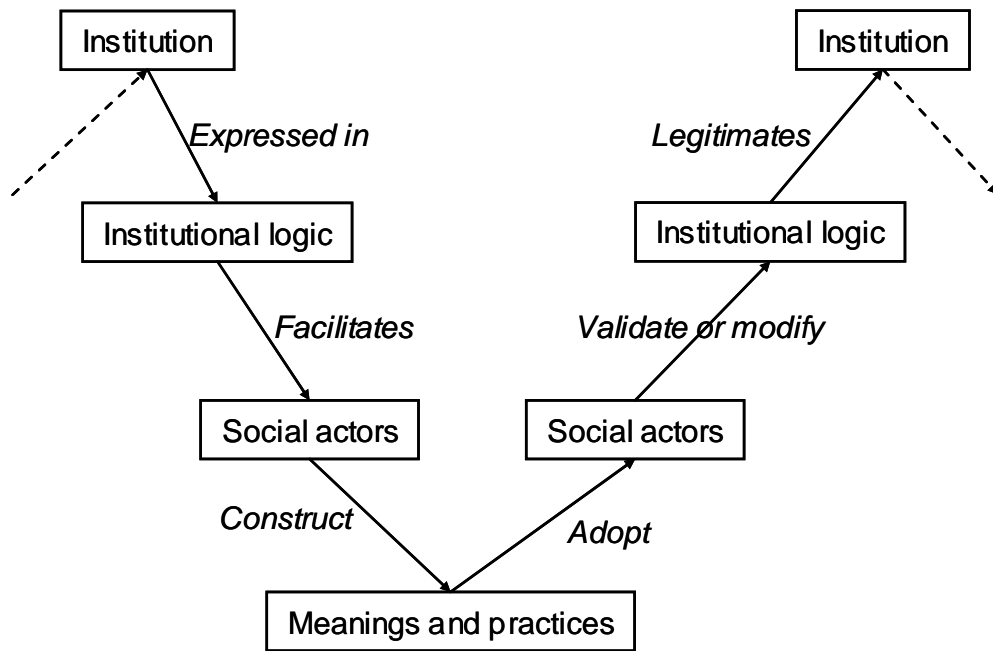 Institution
Institution
Expressed in
Legitimates
Institutional logic
Institutional logic
Facilitates
Validate or modify
Social actors
Social actors
Construct
Adopt
Meanings and practices